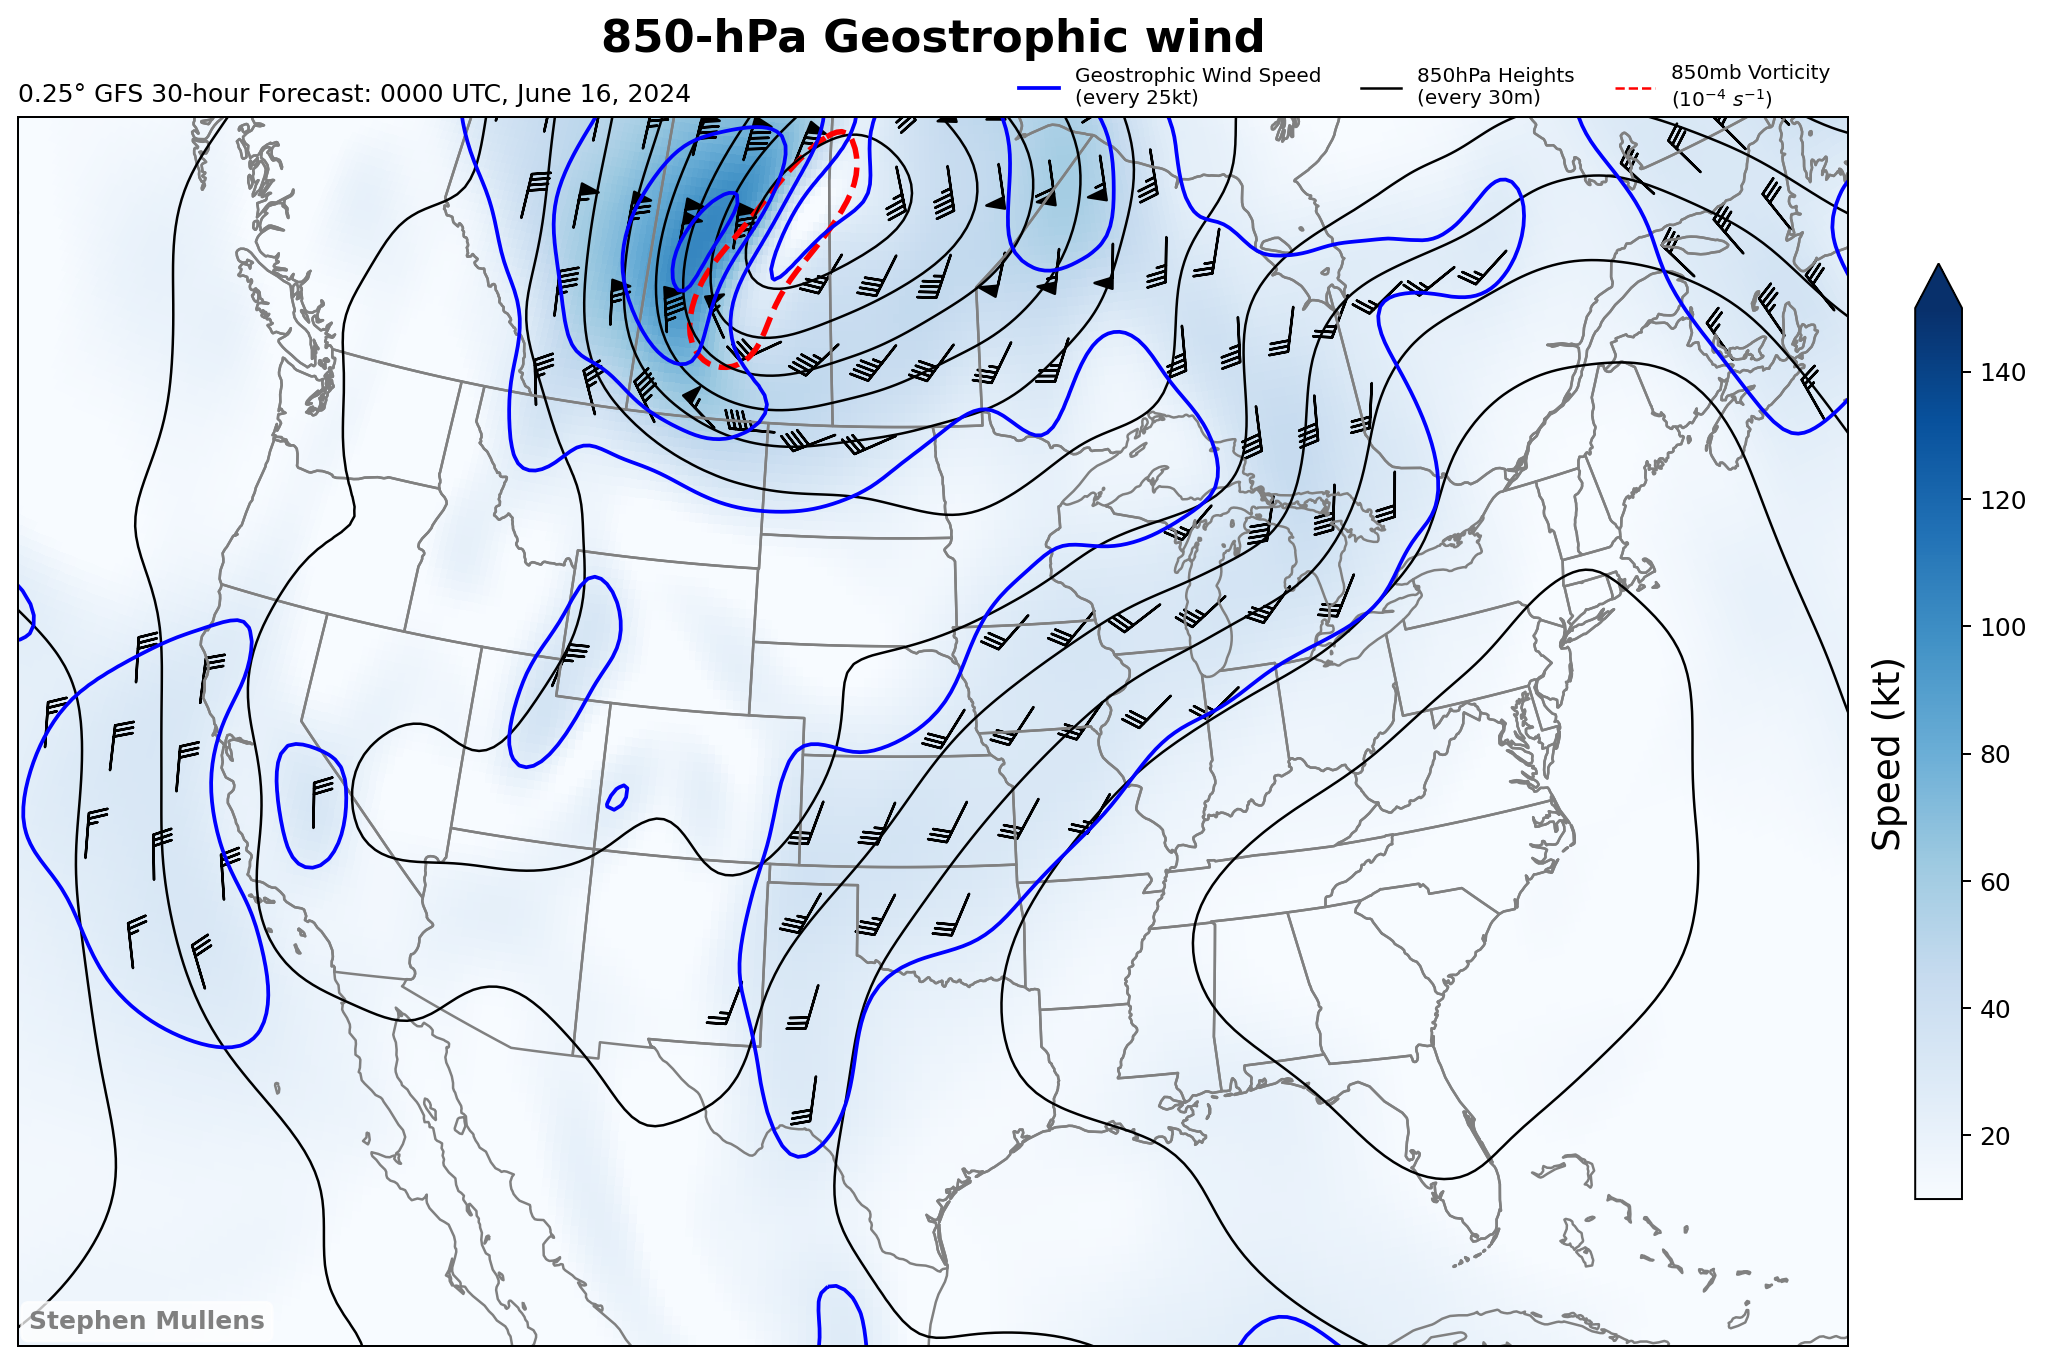 850-hPa Geostrophic wind
0.25° GFS 30-hour Forecast: 0000 UTC, June 16, 2024
Geostrophic Wind Speed
(every 25kt)
850hPa Heights
(every 30m)
850mb Vorticity
(10⁻⁴ s⁻¹)
140
120
100
80
60
40
20
Speed (kt)
Stephen Mullens